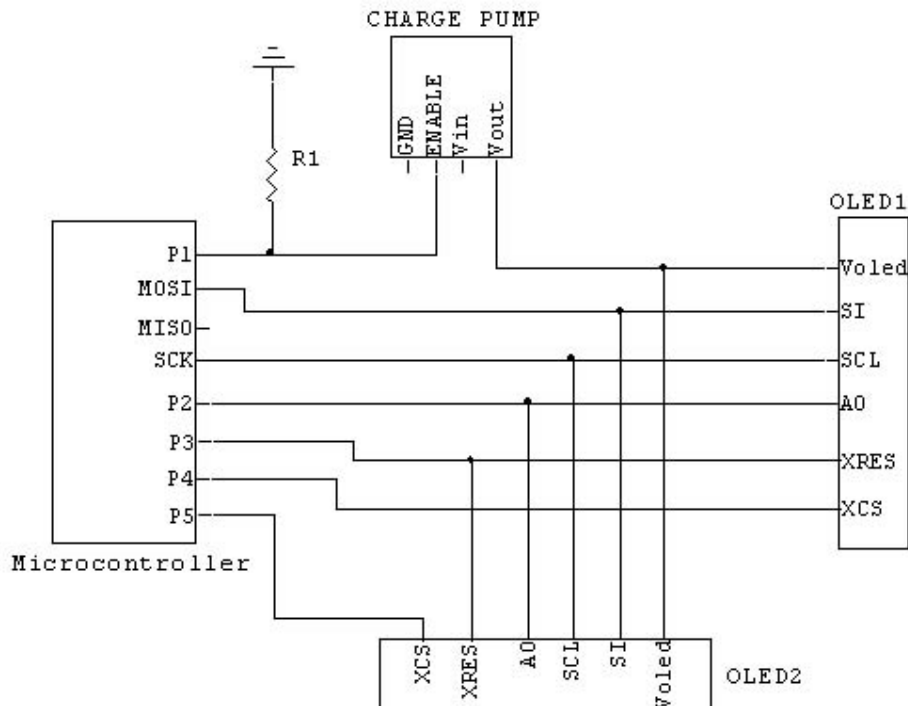 CHARGE PUMP
GND
ENABLE
Vin
Vout
R1
OLED1
P1
MOSI
MISO
SCK
P2
P3
P4
P5
Microcontroller
Voled
SI
SCL
A0
XRES
XCS
XCS
XRES
A0
SCL
SI
Voled
OLED2